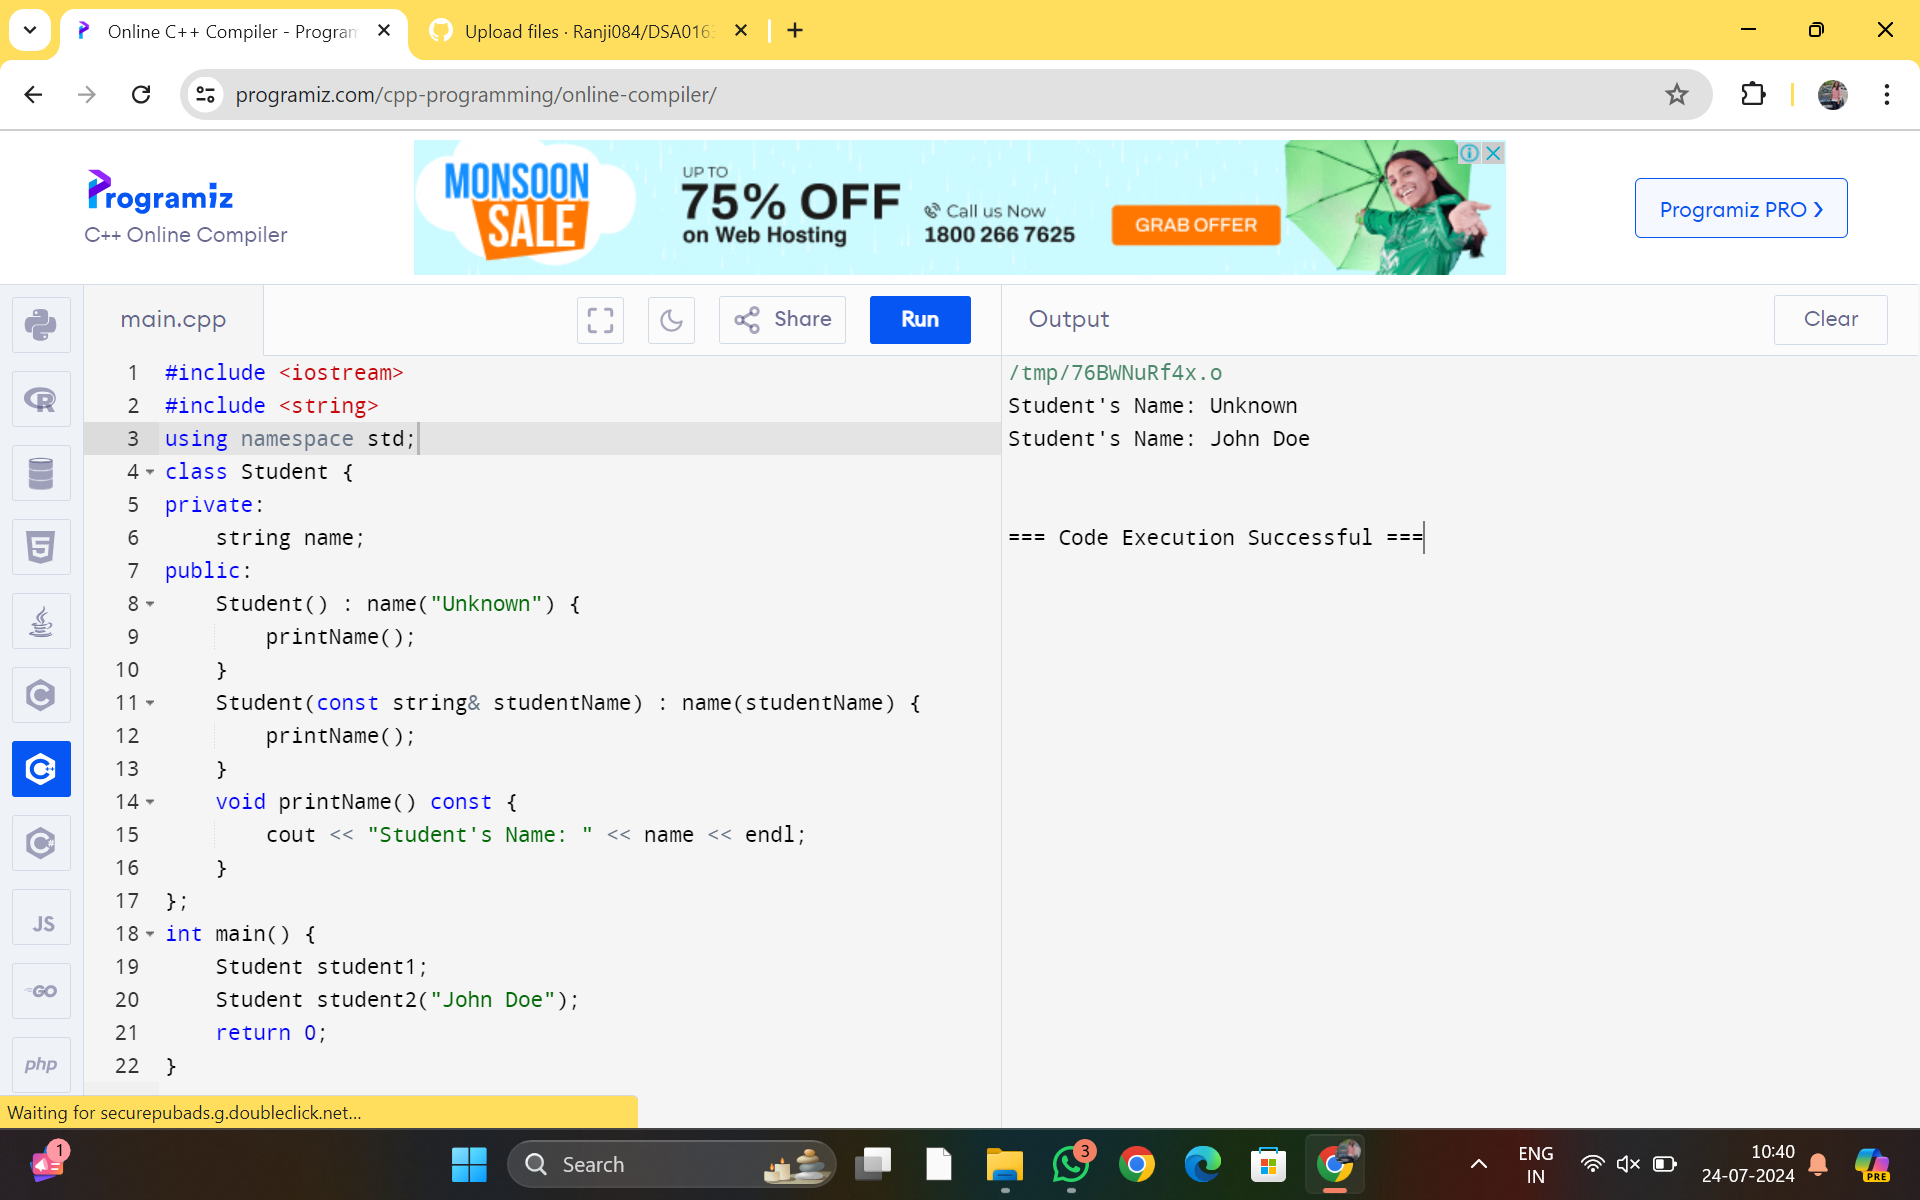 Online C++ Compiler - Program
Upload files · Ranji084/DSA016
programiz.com/cpp-programming/online-compiler/
Programiz
C++ Online Compiler
MONSOON
SALE
UP TO
75% OFF
on Web Hosting
Call us Now
1800 266 7625
GRAB OFFER
Programiz PRO
main.cpp
Share
Run
Output
Clear
1 #include <iostream>
2 #include <string>
3 using namespace std;
4 class Student {
5 private:
6 string name;
7 public:
8 Student() : name("Unknown") {
9 printName();
10 }
11 Student(const string& studentName) : name(studentName) {
12 printName();
13 }
14 void printName() const {
15 cout << "Student's Name: " << name << endl;
16 }
17 };
18 int main() {
19 Student student1;
20 Student student2("John Doe");
21 return 0;
22 }
/tmp/76BWNuRf4x.o
Student's Name: Unknown
Student's Name: John Doe
=== Code Execution Successful ===
R
5
C
C++
C#
JS
GO
php
Waiting for securepubads.g.doubleclick.net...
1
Search
3
ENG
IN
10:40
24-07-2024
PRE